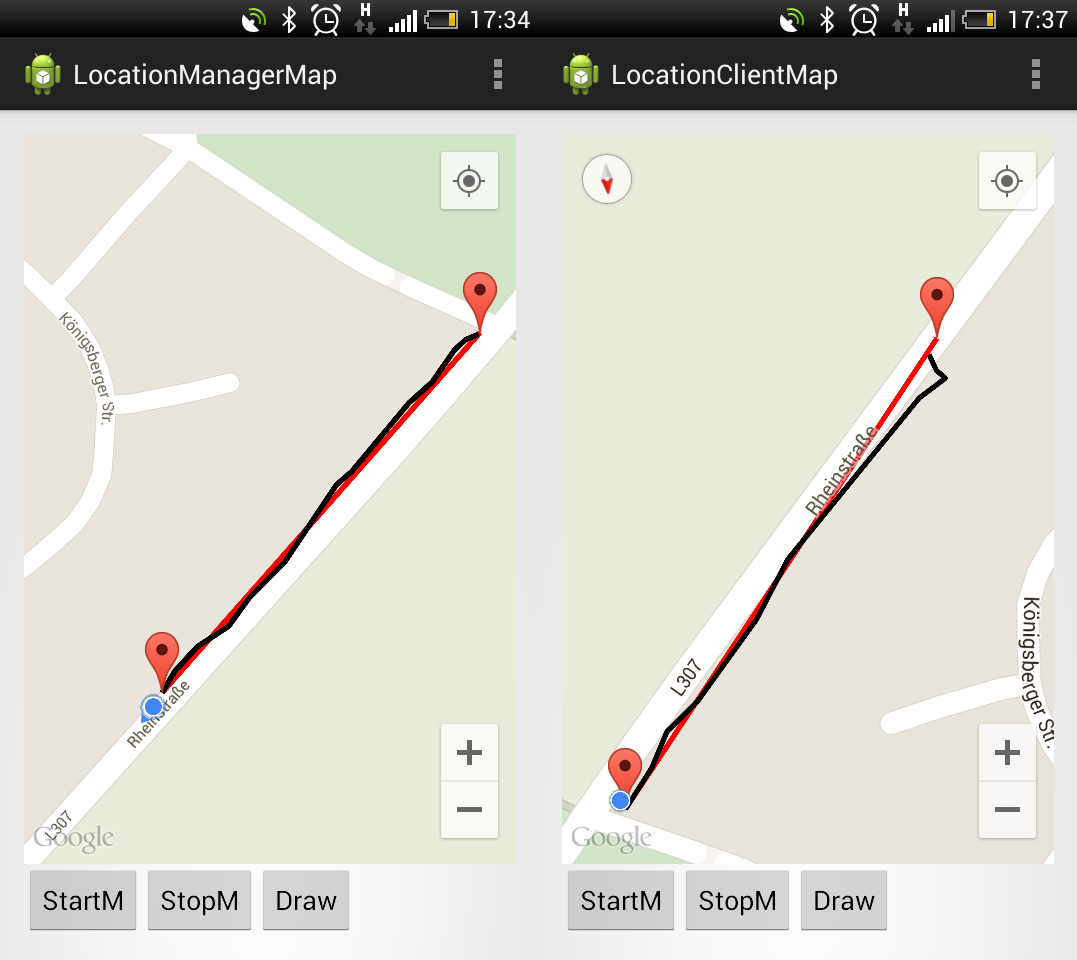 H
17:34
LocationManagerMap
Königsberger Str.
Rheinstraße
L307
Google
StartM
StopM
Draw
H
17:37
LocationClientMap
Rheinstraße
L307
Königsberger Str.
Google
StartM
StopM
Draw